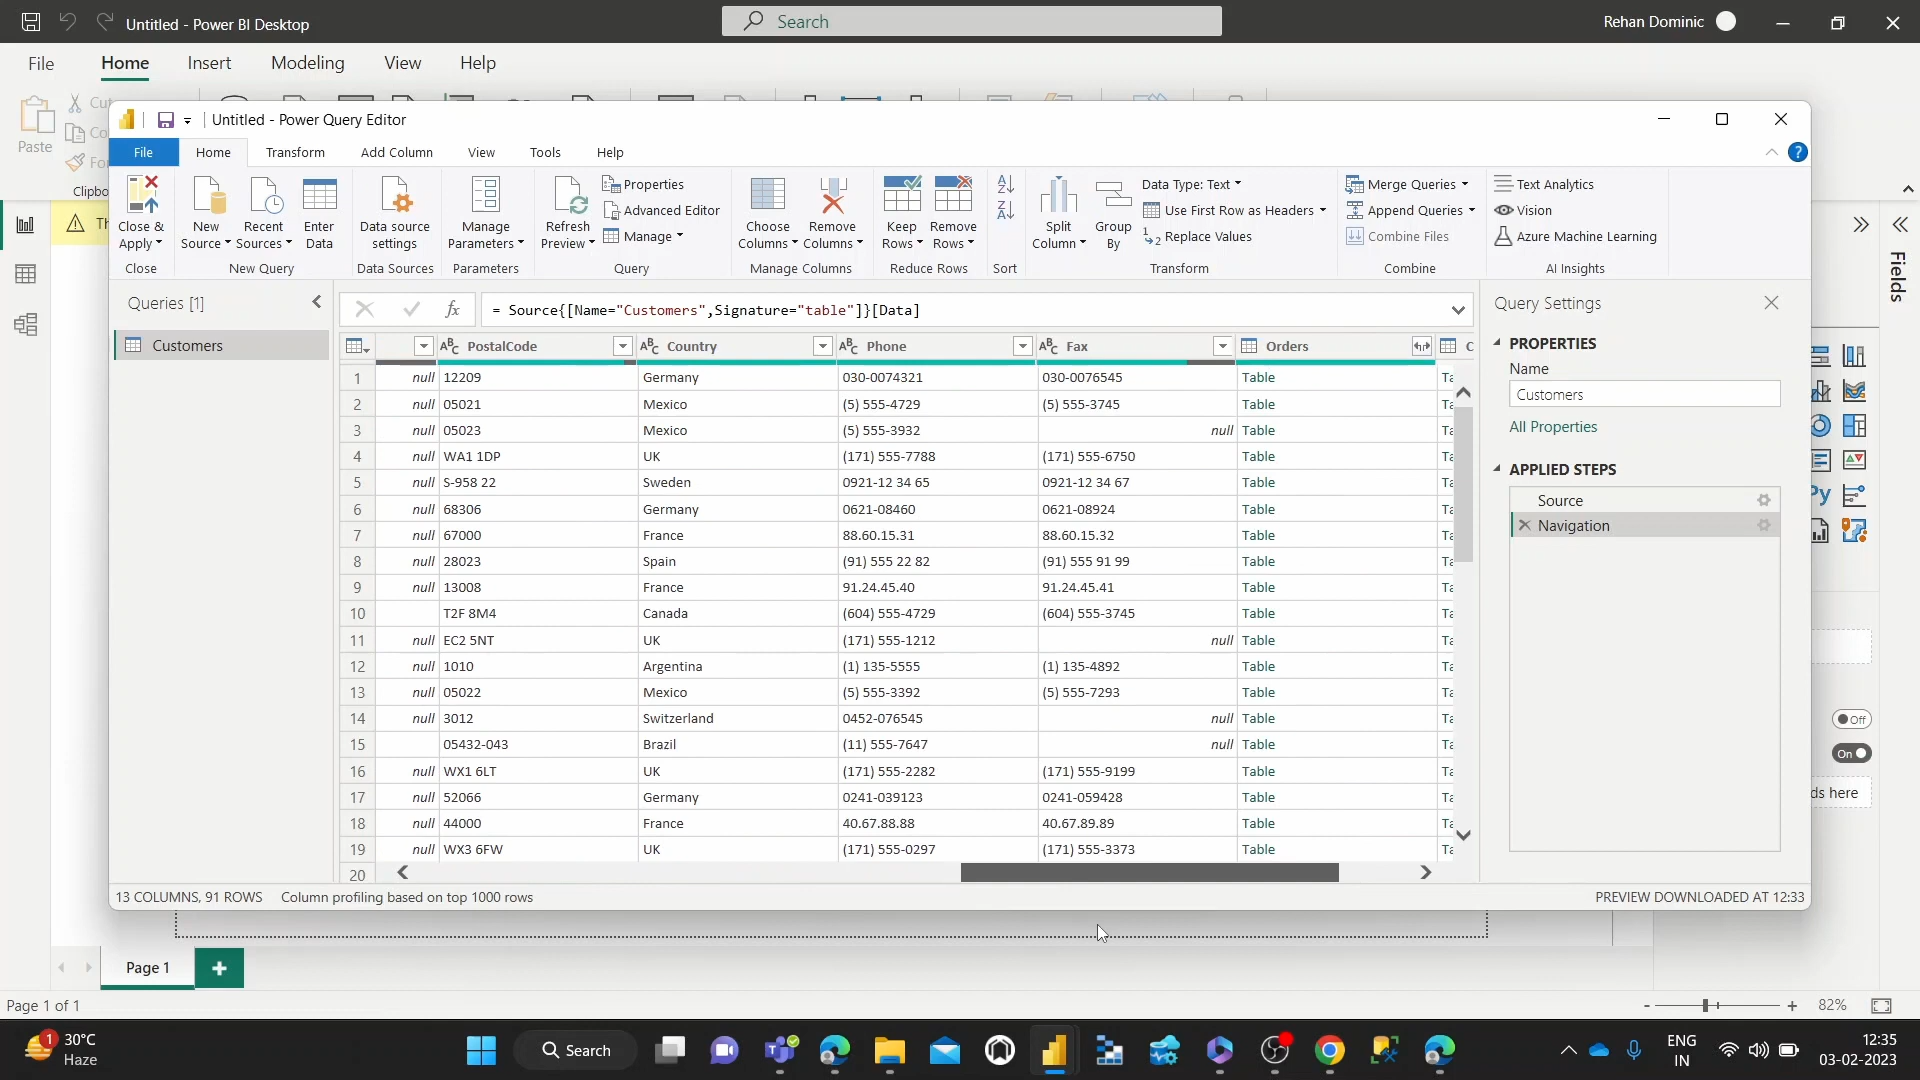 Untitled - Power BI Desktop
Search
Rehan Dominic
File Home Insert Modeling View Help
Paste
Untitled - Power Query Editor
File Home Transform Add Column View Tools Help
Close & Apply
New Source
Recent Sources
Enter Data
Data source settings
Manage Parameters
Refresh Preview
Properties
Advanced Editor
Manage
Choose Columns
Remove Columns
Keep Rows
Remove Rows
Split Column
Group By
Data Type: Text
Use First Row as Headers
Replace Values
Merge Queries
Append Queries
Combine Files
Text Analytics
Vision
Azure Machine Learning
Close New Query Data Sources Parameters Query Manage Columns Reduce Rows Sort Transform Combine AI Insights
Queries [1]
Customers
= Source{[Name="Customers",Signature="table"]}[Data]
PostalCode Country Phone Fax Orders
1 null 12209 Germany 030-0074321 030-0076545 Table
2 null 05021 Mexico (5) 555-4729 (5) 555-3745 Table
3 null 05023 Mexico (5) 555-3932 null Table
4 null WA1 1DP UK (171) 555-7788 (171) 555-6750 Table
5 null S-958 22 Sweden 0921-12 34 65 0921-12 34 67 Table
6 null 68306 Germany 0621-08460 0621-08924 Table
7 null 67000 France 88.60.15.31 88.60.15.32 Table
8 null 28023 Spain (91) 555 22 82 (91) 555 91 99 Table
9 null 13008 France 91.24.45.40 91.24.45.41 Table
10 T2F 8M4 Canada (604) 555-4729 (604) 555-3745 Table
11 null EC2 5NT UK (171) 555-1212 null Table
12 null 1010 Argentina (1) 135-5555 (1) 135-4892 Table
13 null 05022 Mexico (5) 555-3392 (5) 555-7293 Table
14 null 3012 Switzerland 0452-076545 null Table
15 05432-043 Brazil (11) 555-7647 null Table
16 null WX1 6LT UK (171) 555-2282 (171) 555-9199 Table
17 null 52066 Germany 0241-039123 0241-059428 Table
18 null 44000 France 40.67.88.88 40.67.89.89 Table
19 null WX3 6FW UK (171) 555-0297 (171) 555-3373 Table
20
Query Settings
PROPERTIES
Name
Customers
All Properties
APPLIED STEPS
Source
Navigation
Fields
Off
On
ds here
13 COLUMNS, 91 ROWS Column profiling based on top 1000 rows
PREVIEW DOWNLOADED AT 12:33
Page 1
Page 1 of 1
82%
1
30°C
Haze
Search
ENG
IN
12:35
03-02-2023